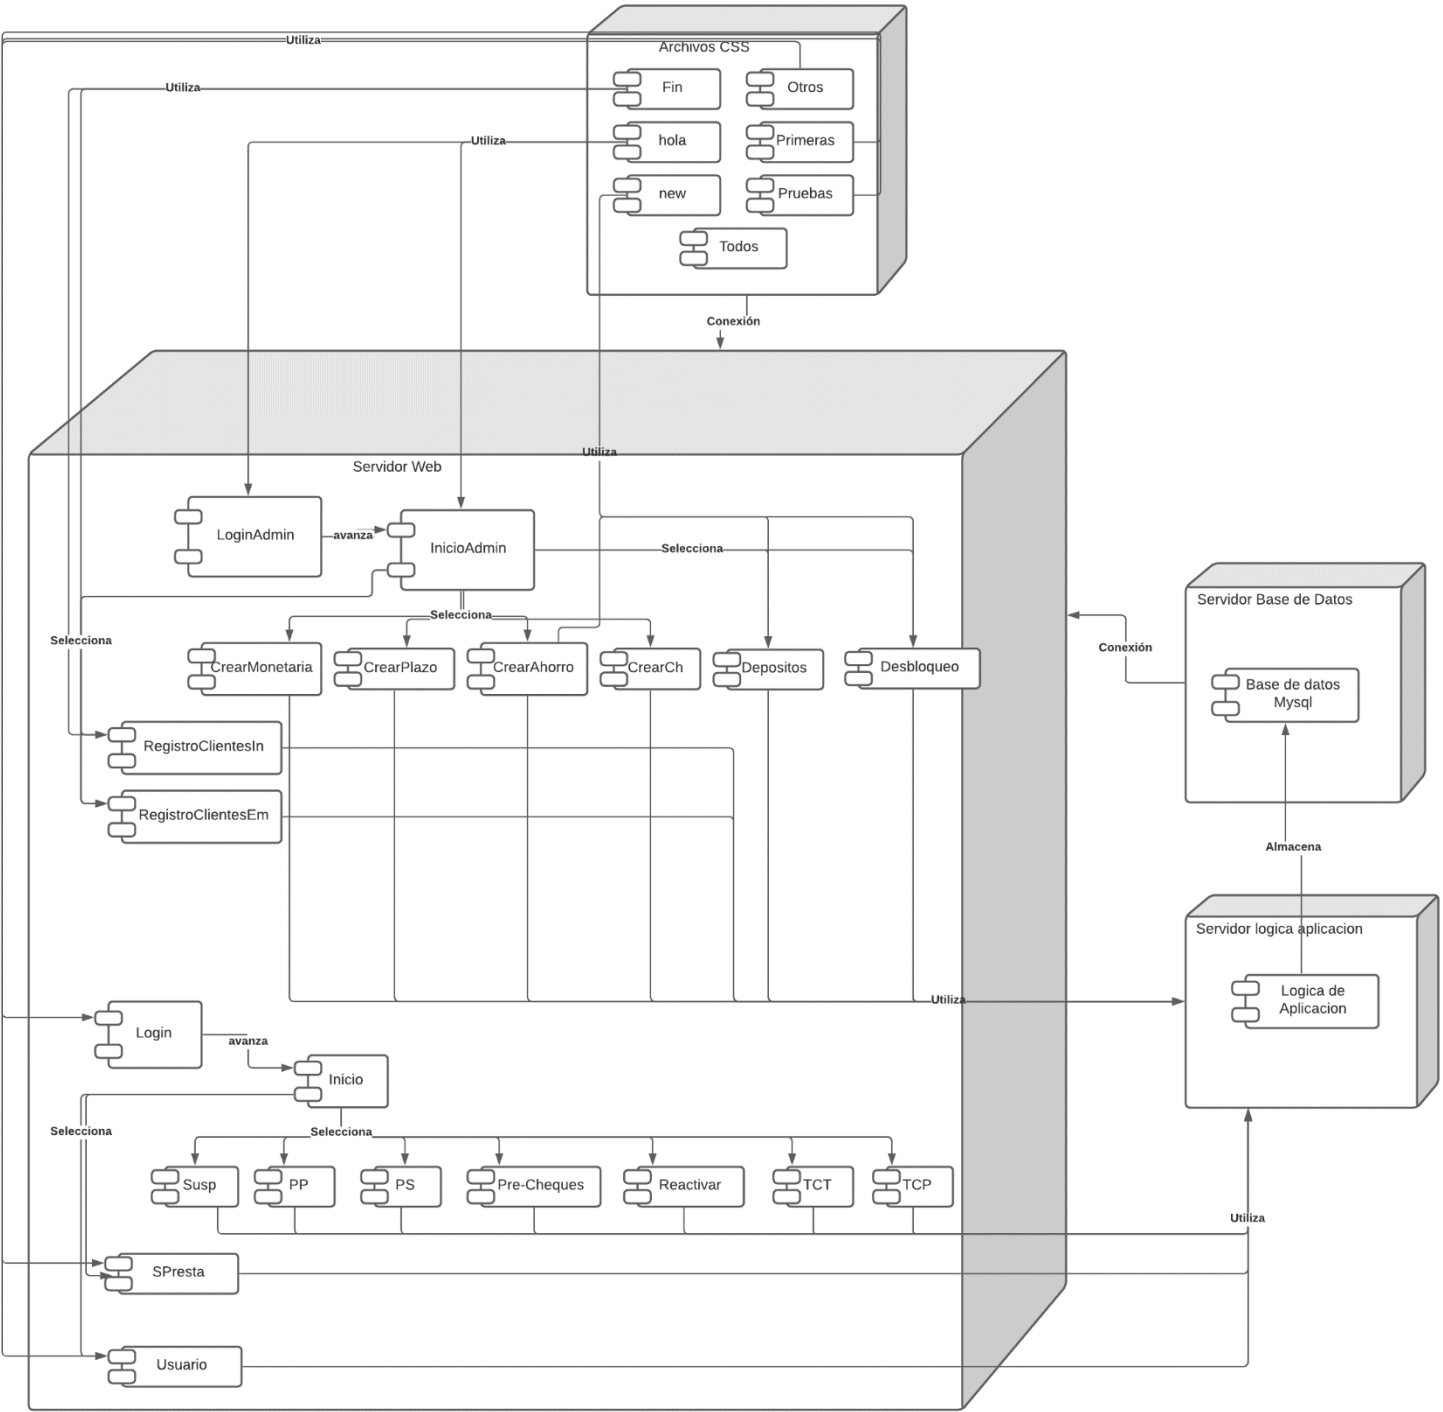 Utiliza
Archivos CSS
Fin
Otros
Utiliza
hola
Primeras
Utiliza
new
Pruebas
Todos
Conexión
Utiliza
Servidor Web
LoginAdmin
avanza
InicioAdmin
Selecciona
Servidor Base de Datos
Selecciona
Selecciona
Conexión
CrearMonetaria
CrearPlazo
CrearAhorro
CrearCh
Depositos
Desbloqueo
Base de datos
Mysql
RegistroClientesIn
RegistroClientesEm
Almacena
Servidor logica aplicacion
Utiliza
Logica de
Aplicacion
Login
avanza
Inicio
Selecciona
Selecciona
Susp
PP
PS
Pre-Cheques
Reactivar
TCT
TCP
Utiliza
SPresta
Usuario